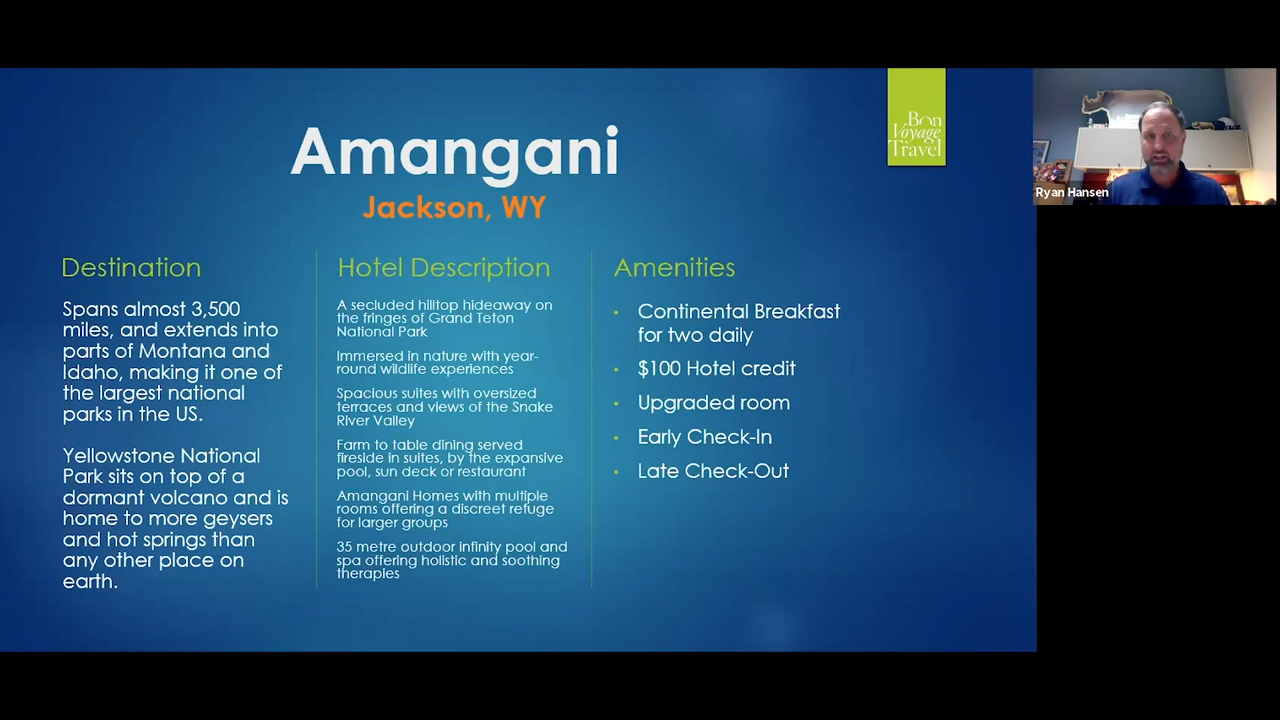 Amangani
Jackson, WY
Bon
Voyage
Travel
Ryan Hansen
Destination
Spans almost 3,500
miles, and extends into
parts of Montana and
Idaho, making it one of
the largest national
parks in the US.
Yellowstone National
Park sits on top of a
dormant volcano and is
home to more geysers
and hot springs than
any other place on
earth.
Hotel Description
A secluded hilltop hideaway on
the fringes of Grand Teton
National Park
Immersed in nature with year-
round wildlife experiences
Spacious suites with oversized
terraces and views of the Snake
River Valley
Farm to table dining served
fireside in suites, by the expansive
pool, sun deck or restaurant
Amangani Homes with multiple
rooms offering a discreet refuge
for larger groups
35 metre outdoor infinity pool and
spa offering holistic and soothing
therapies
Amenities
• Continental Breakfast
for two daily
• $100 Hotel credit
• Upgraded room
• Early Check-In
• Late Check-Out